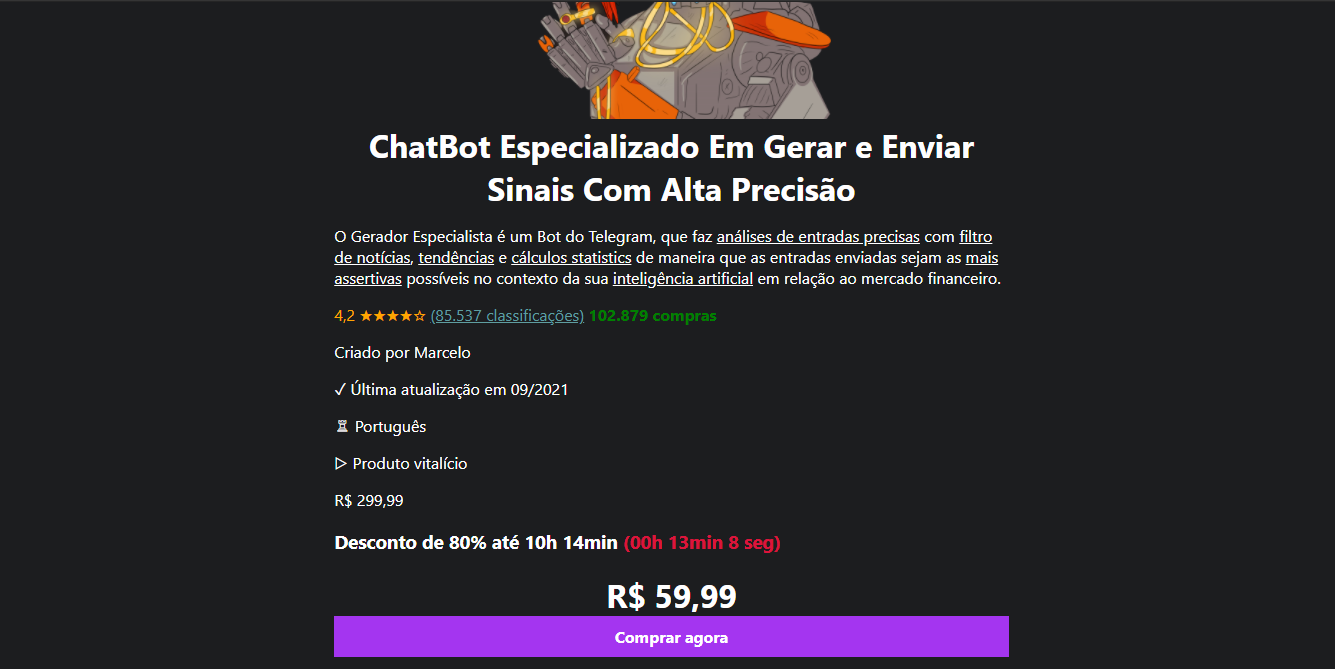 ChatBot Especializado Em Gerar e Enviar
Sinais Com Alta Precisão
O Gerador Especialista é um Bot do Telegram, que faz análises de entradas precisas com filtro
de notícias, tendências e cálculos statistics de maneira que as entradas enviadas sejam as mais
assertivas possíveis no contexto da sua inteligência artificial em relação ao mercado financeiro.
4,2 ★★★★☆ (85.537 classificações) 102.879 compras
Criado por Marcelo
✓ Última atualização em 09/2021
♖ Português
▷ Produto vitalício
R$ 299,99
Desconto de 80% até 10h 14min (00h 13min 8 seg)
R$ 59,99
Comprar agora